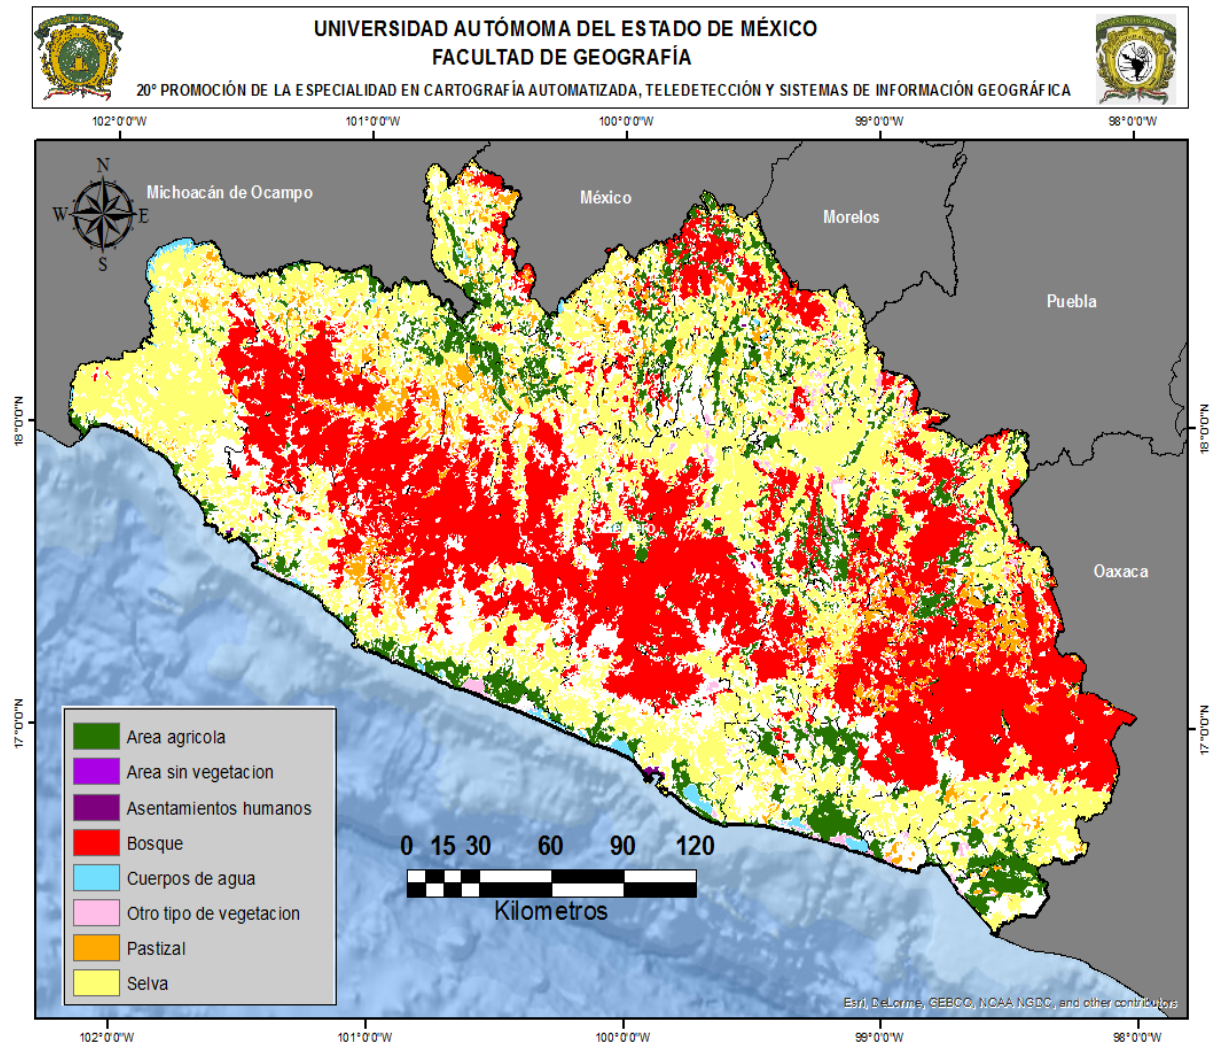 UNIVERSIDAD AUTÓMOMA DEL ESTADO DE MÉXICO
FACULTAD DE GEOGRAFÍA
20º PROMOCIÓN DE LA ESPECIALIDAD EN CARTOGRAFÍA AUTOMATIZADA, TELEDETECCIÓN Y SISTEMAS DE INFORMACIÓN GEOGRÁFICA
102°0'0"W 101°0'0"W 100°0'0"W 99°0'0"W 98°0'0"W
N
W E
S
Michoacán de Ocampo
México
Morelos
Puebla
18°0'0"N
18°0'0"N
Guerrero
Oaxaca
17°0'0"N
17°0'0"N
Area agricola
Area sin vegetacion
Asentamientos humanos
Bosque
Cuerpos de agua
Otro tipo de vegetacion
Pastizal
Selva
0 15 30 60 90 120
Kilometros
Esri, DeLorme, GEBCO, NOAA NGDC, and other contributors
102°0'0"W 101°0'0"W 100°0'0"W 99°0'0"W 98°0'0"W